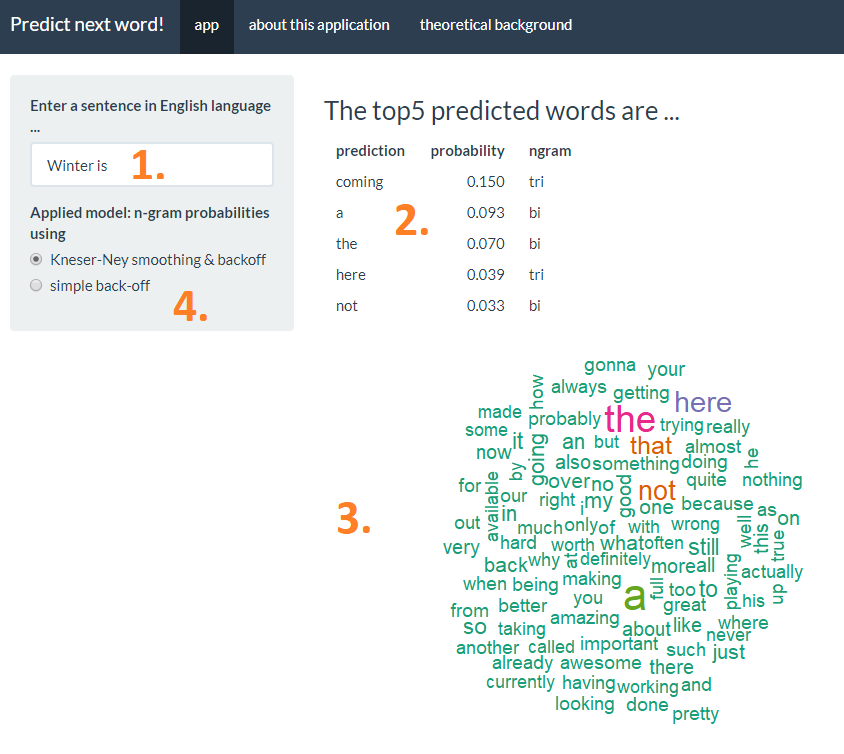 Predict next word! app about this application theoretical background
Enter a sentence in English language
...
Winter is 1.
Applied model: n-gram probabilities
using
Kneser-Ney smoothing & backoff
simple back-off
4.
The top5 predicted words are ...
prediction probability ngram
coming 0.150 tri
a 0.093 bi
2.
the 0.070 bi
here 0.039 tri
not 0.033 bi
3.
gonna your
how always getting here
made probably the trying really
some it an but that almost
now going also something doing he
by over no quite nothing
for available our right i my good not one because as
out in much only of with wrong well this on
very hard worth what often still true
back why at definitely more all actually
when being making full too to playing his up
you a great
from better amazing where
so taking about like never
another called important such just
already awesome there
currently having working and
looking done pretty